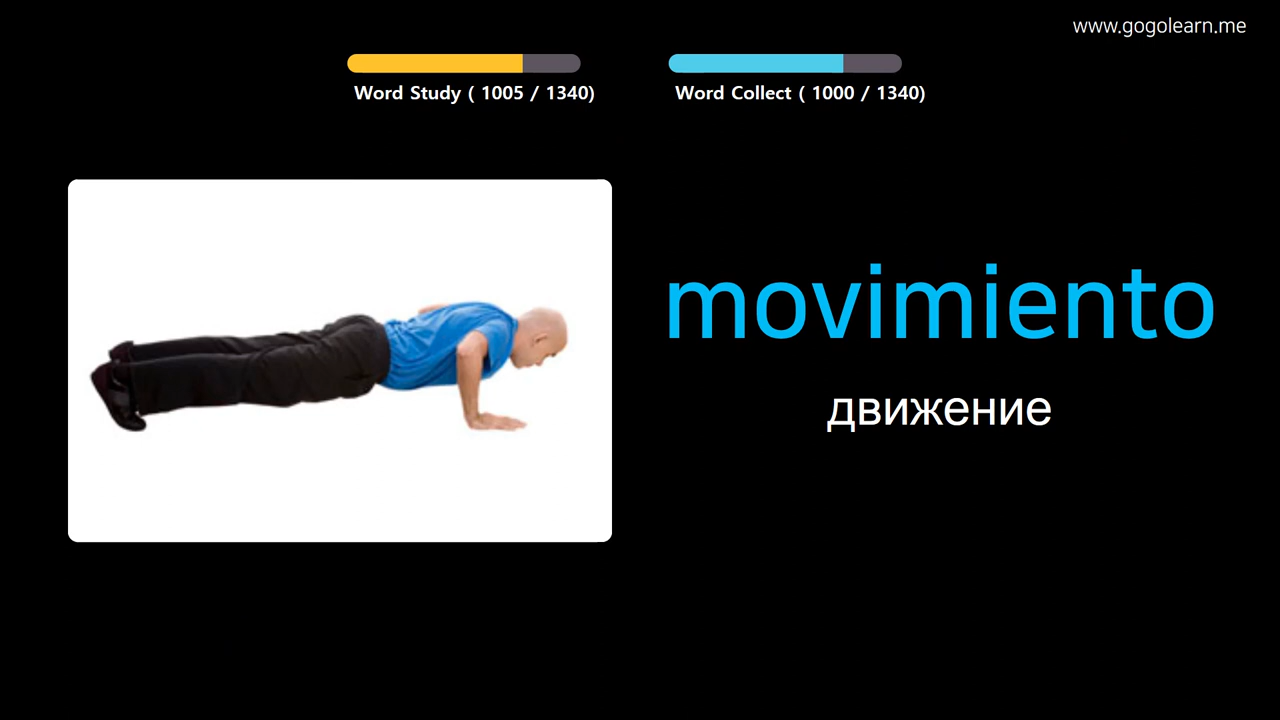 www.gogolearn.me
Word Study ( 1005 / 1340)
Word Collect ( 1000 / 1340)
movimiento
движение